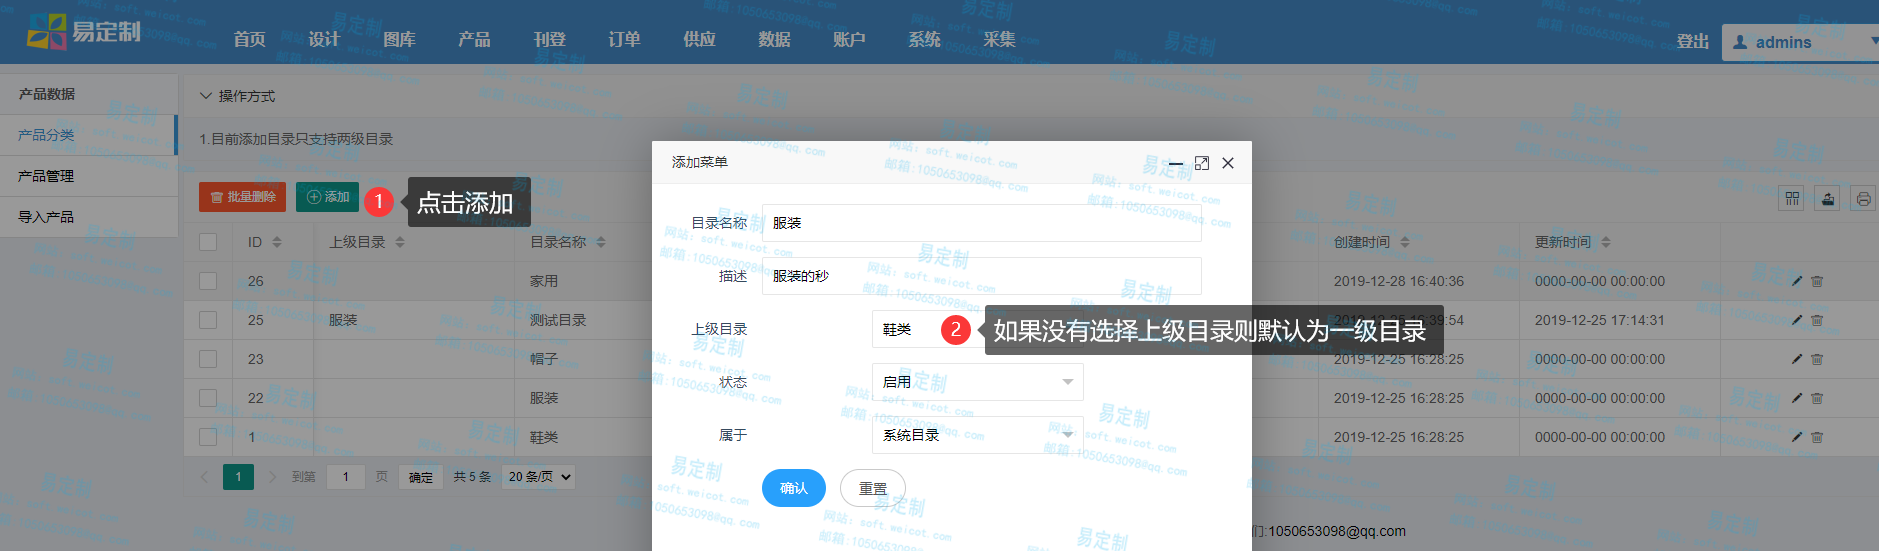 易定制
首页 设计 图库 产品 刊登 订单 供应 数据 账户 系统 采集
登出 admins
产品数据
产品分类
产品管理
导入产品
操作方式
1.目前添加目录只支持两级目录
批量删除 添加 1 点击添加
ID 上级目录 目录名称 创建时间 更新时间
26 家用 2019-12-28 16:40:36 0000-00-00 00:00:00
25 服装 测试目录 39:54 2019-12-25 17:14:31
23 帽子 2019-12-25 16:28:25 0000-00-00 00:00:00
22 服装 2019-12-25 16:28:25 0000-00-00 00:00:00
1 鞋类 2019-12-25 16:28:25 0000-00-00 00:00:00
1 到第 1 页 确定 共 5 条 20 条/页
添加菜单
目录名称 服装
描述 服装的秒
上级目录 鞋类 2 如果没有选择上级目录则默认为一级目录
状态 启用
属于 系统目录
确认 重置
们:1050653098@qq.com
易定制
网站: soft.weicot.com
邮箱:1050653098@qq.com